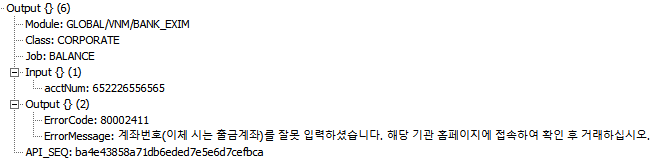 Output {} (6)
Module: GLOBAL/VNM/BANK_EXIM
Class: CORPORATE
Job: BALANCE
Input {} (1)
acctNum: 652226556565
Output {} (2)
ErrorCode: 80002411
ErrorMessage: 계좌번호(이체 시는 출금계좌)를 잘못 입력하셨습니다. 해당 기관 홈페이지에 접속하여 확인 후 거래하십시오.
API_SEQ: ba4e43858a71db6eded7e5e6d7cefbca